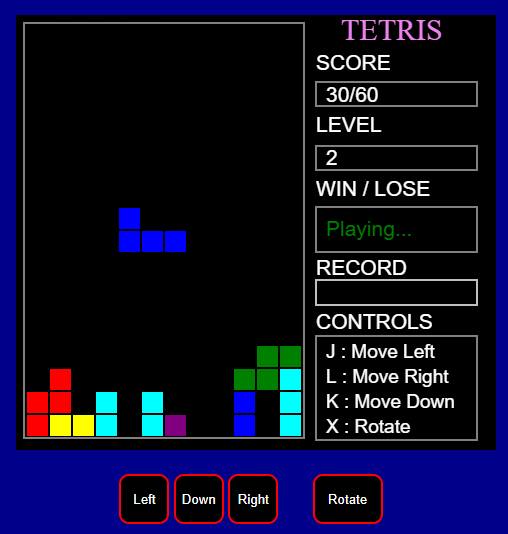 TETRIS
SCORE
30/60
LEVEL
2
WIN / LOSE
Playing...
RECORD
CONTROLS
J : Move Left
L : Move Right
K : Move Down
X : Rotate
Left
Down
Right
Rotate